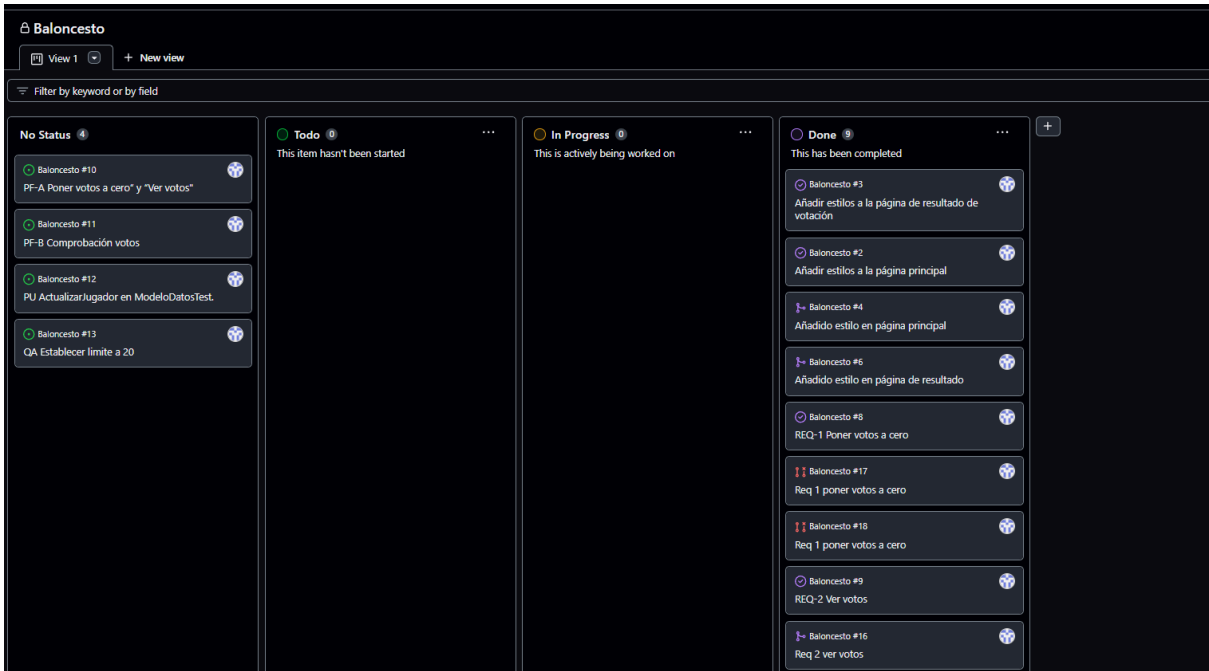 Baloncesto
View 1
New view
Filter by keyword or by field
No Status 4
Baloncesto #10
PF-A Poner votos a cero" y "Ver votos"
Baloncesto #11
PF-B Comprobación votos
Baloncesto #12
PU ActualizarJugador en ModeloDatosTest.
Baloncesto #13
QA Establecer limite a 20
Todo 0
This item hasn't been started
In Progress 0
This is actively being worked on
Done 9
This has been completed
Baloncesto #3
Añadir estilos a la página de resultado de
votación
Baloncesto #2
Añadir estilos a la página principal
Baloncesto #4
Añadido estilo en página principal
Baloncesto #6
Añadido estilo en página de resultado
Baloncesto #8
REQ-1 Poner votos a cero
Baloncesto #17
Req 1 poner votos a cero
Baloncesto #18
Req 1 poner votos a cero
Baloncesto #9
REQ-2 Ver votos
Baloncesto #16
Req 2 ver votos